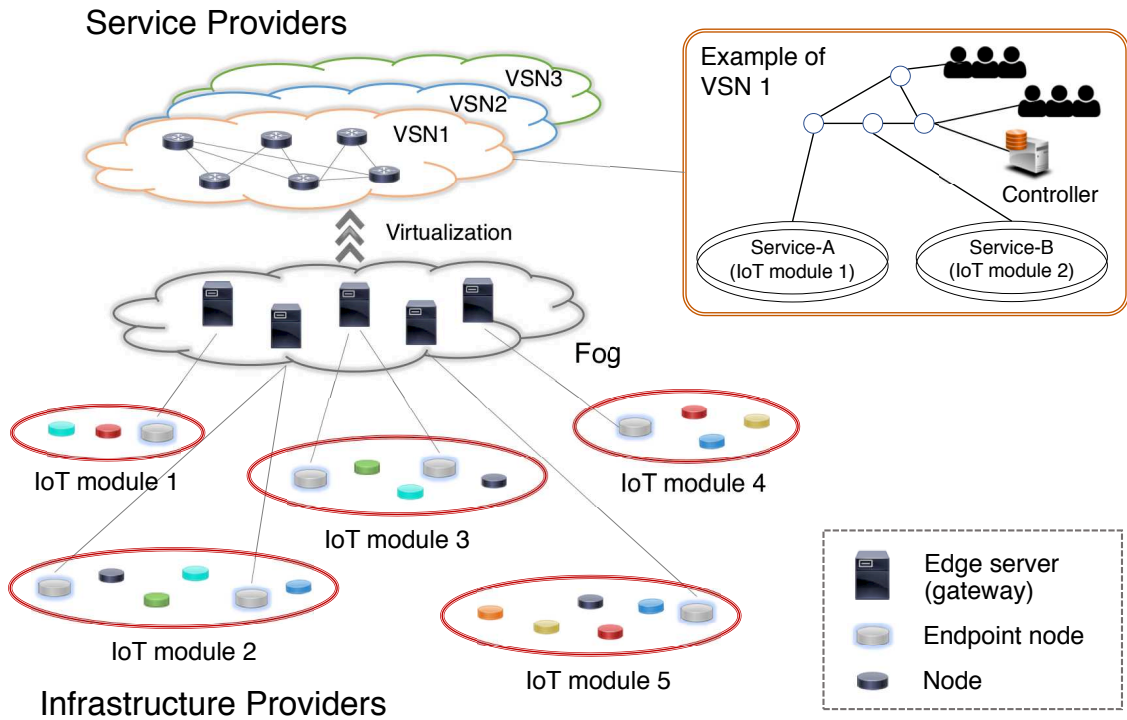 Service Providers
VSN3
VSN2
VSN1
Virtualization
Fog
Example of
VSN 1
Controller
Service-A
(IoT module 1)
Service-B
(IoT module 2)
IoT module 1
IoT module 4
IoT module 3
IoT module 2
IoT module 5
Infrastructure Providers
Edge server
(gateway)
Endpoint node
Node